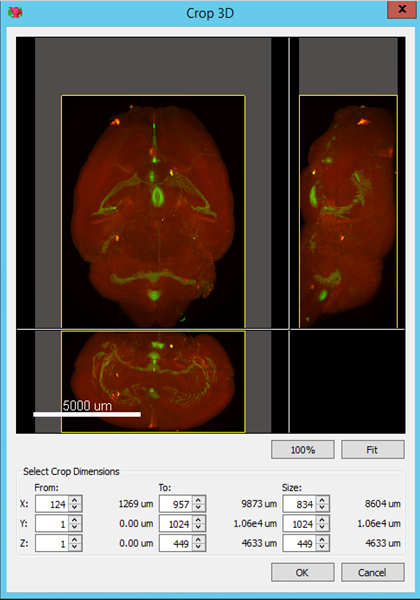 Crop 3D
x
5000 um
100% Fit
Select Crop Dimensions
From: To: Size:
X: 124 1269 um 957 9873 um 834 8604 um
Y: 1 0.00 um 1024 1.06e4 um 1024 1.06e4 um
Z: 1 0.00 um 449 4633 um 449 4633 um
OK Cancel